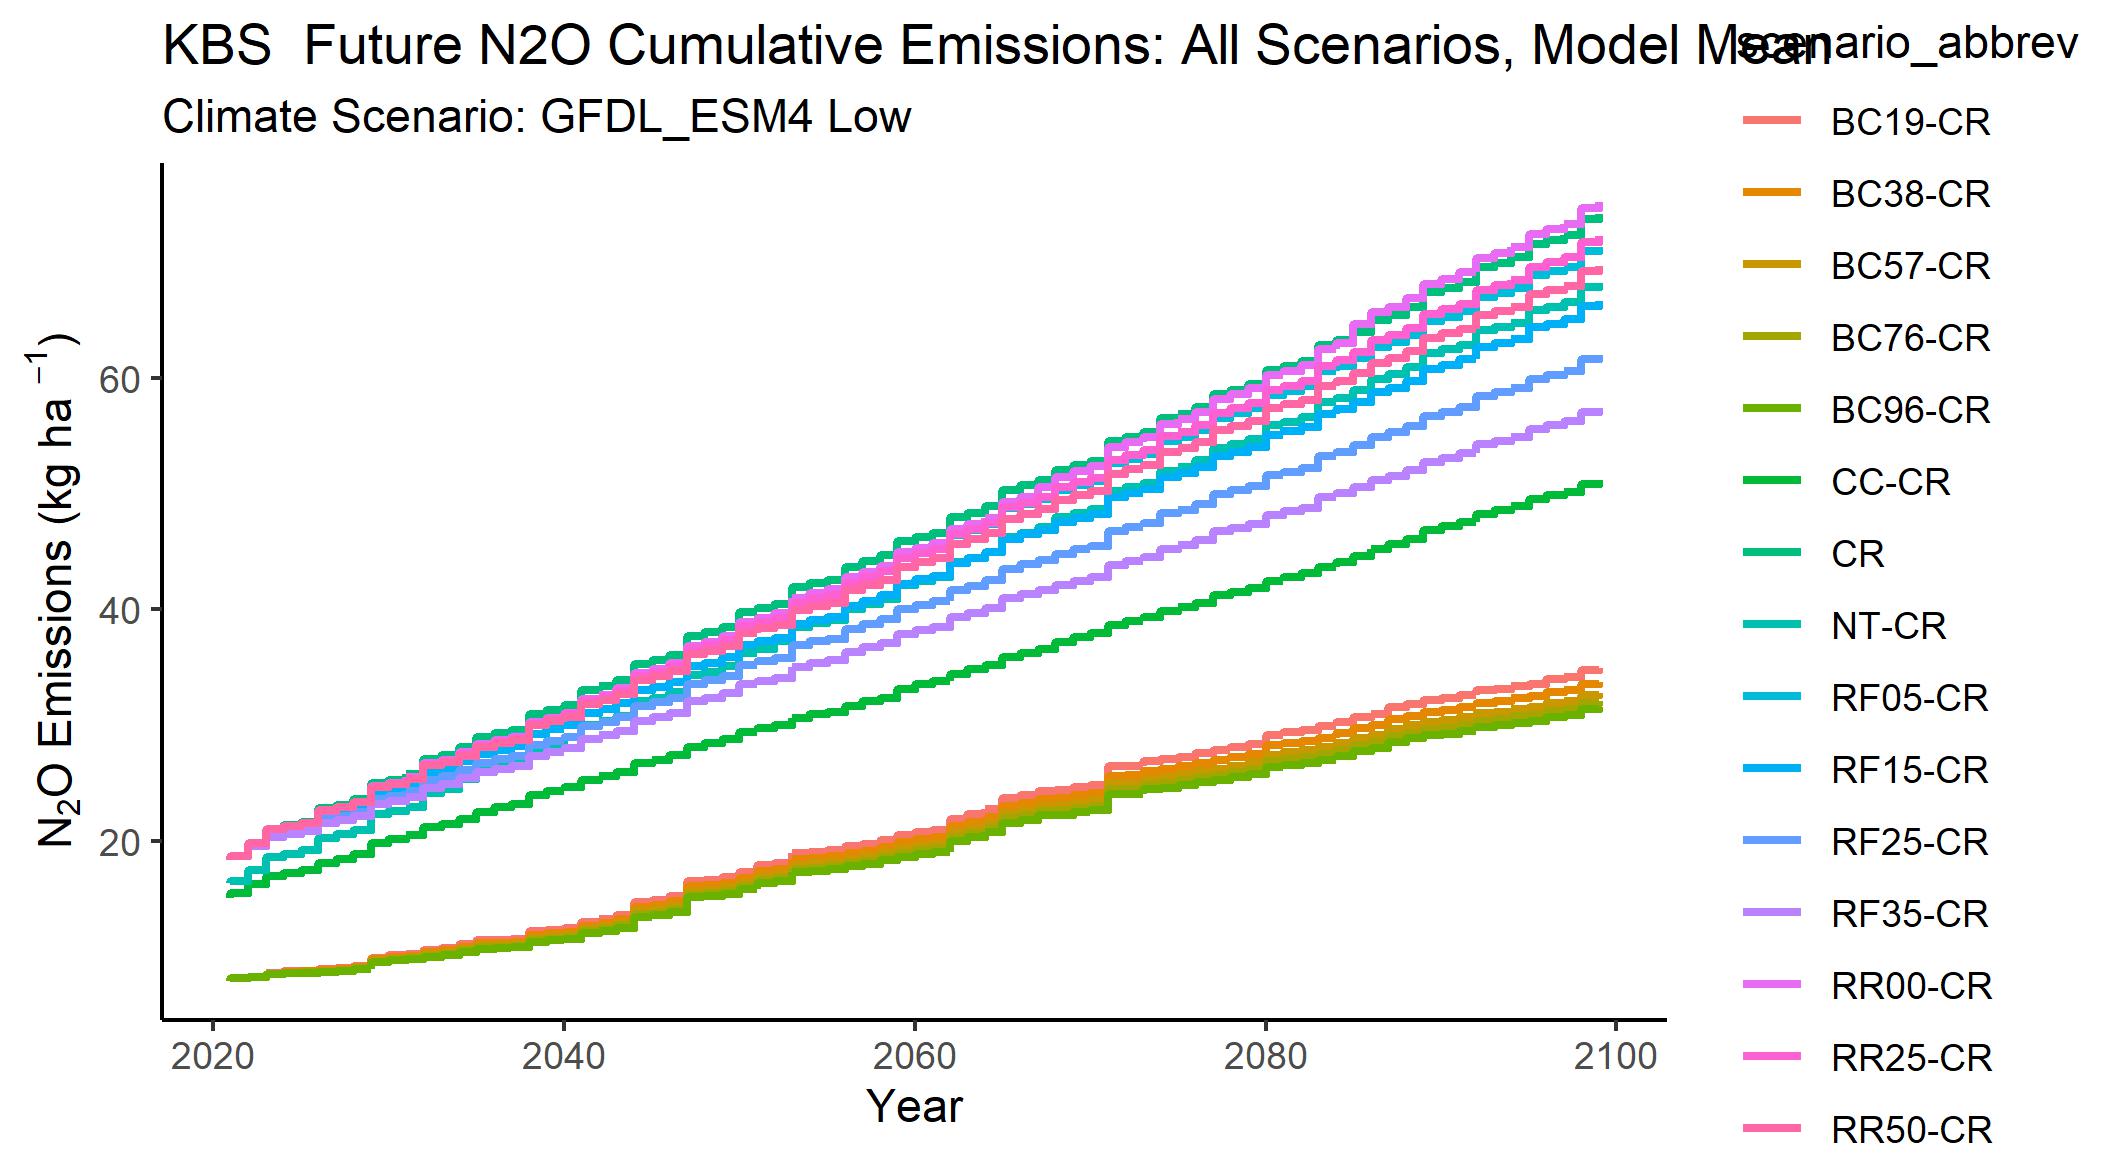 KBS  Future N2O Cumulative Emissions: All Scenarios, Model Mean
Climate Scenario: GFDL_ESM4 Low
scenario_abbrev
BC19-CR
BC38-CR
BC57-CR
BC76-CR
BC96-CR
CC-CR
CR
NT-CR
RF05-CR
RF15-CR
RF25-CR
RF35-CR
RR00-CR
RR25-CR
RR50-CR
N₂O Emissions (kg ha ⁻¹)
60
40
20
2020 2040 2060 2080 2100
Year